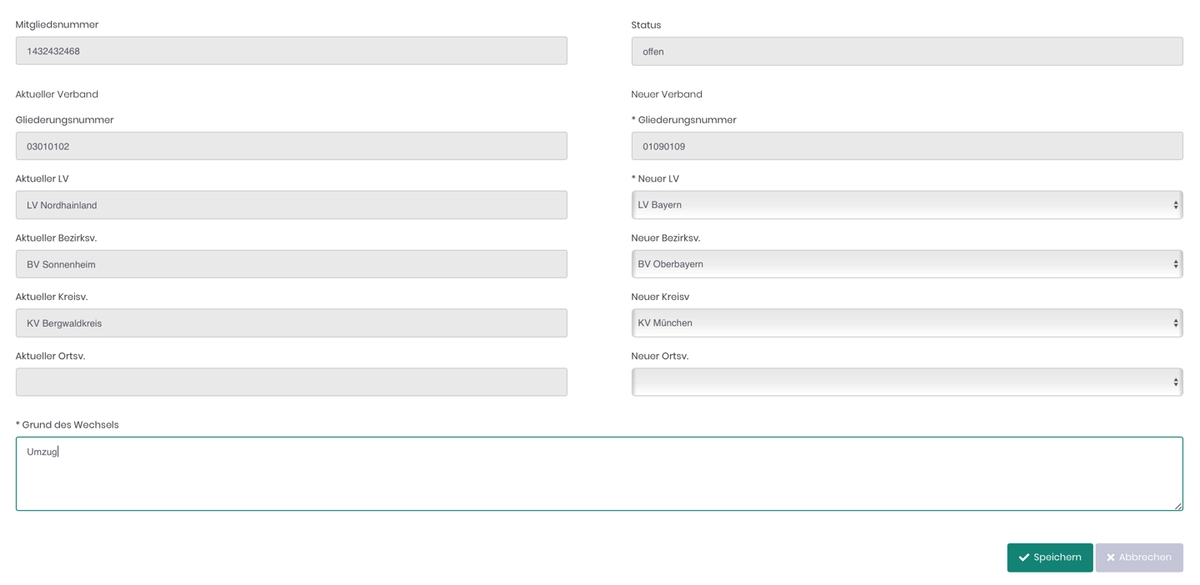 Mitgliedsnummer
1432432468
Status
offen
Aktueller Verband
Neuer Verband
Gliederungsnummer
03010102
* Gliederungsnummer
01090109
Aktueller LV
LV Nordhainland
* Neuer LV
LV Bayern
Aktueller Bezirksv.
BV Sonnenheim
Neuer Bezirksv.
BV Oberbayern
Aktueller Kreisv.
KV Bergwaldkreis
Neuer Kreisv
KV München
Aktueller Ortsv.
Neuer Ortsv.
* Grund des Wechsels
Umzug
Speichern
Abbrechen